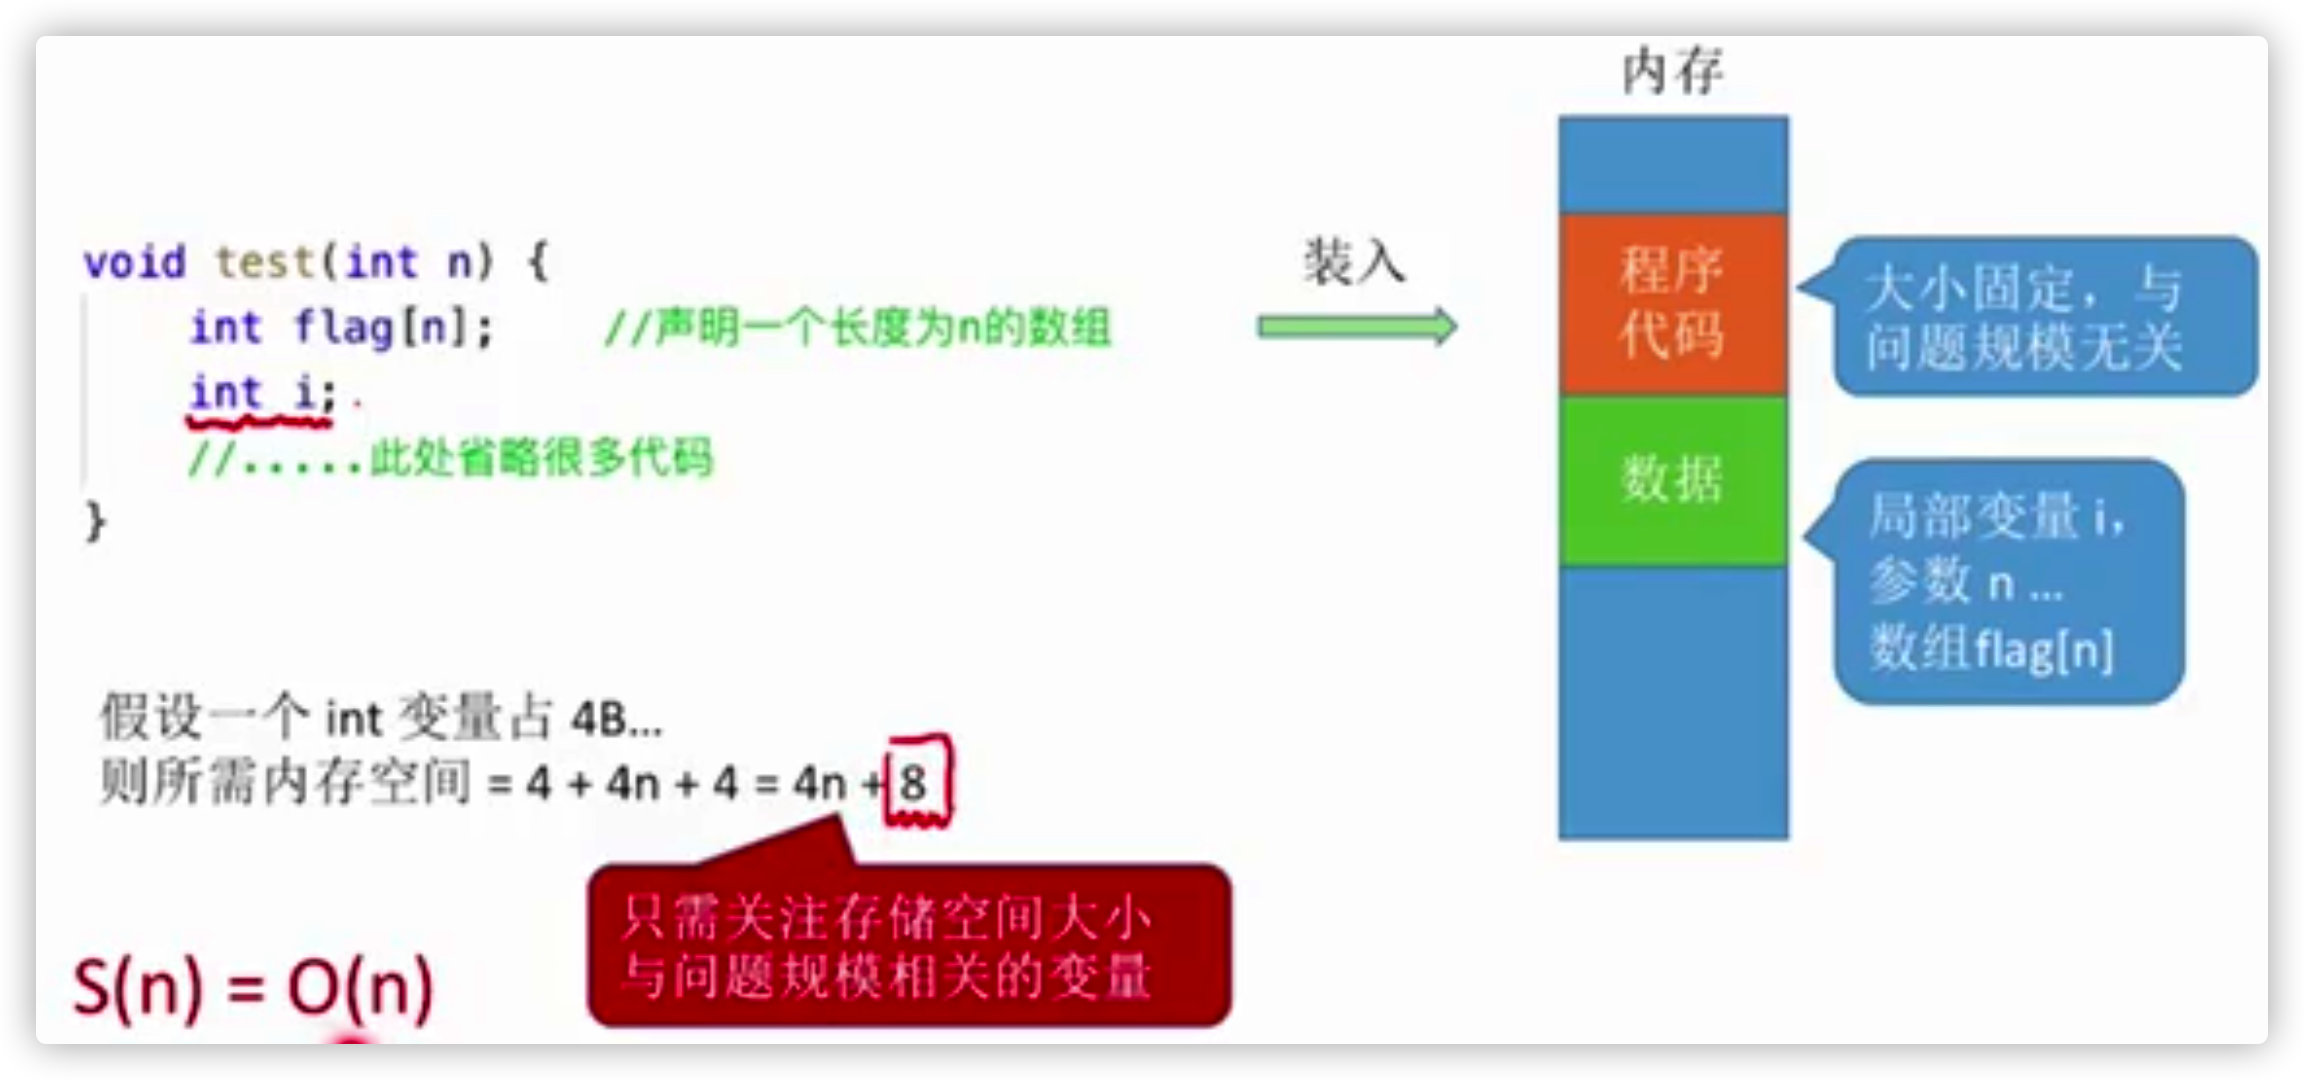 内存
void test(int n) {
int flag[n]; //声明一个长度为n的数组
int i;
//.....此处省略很多代码
}
装入
程序
代码
数据
大小固定，与
问题规模无关
局部变量 i，
参数 n ...
数组flag[n]
假设一个 int 变量占 4B...
则所需内存空间 = 4 + 4n + 4 = 4n + 8
只需关注存储空间大小
与问题规模相关的变量
S(n) = O(n)